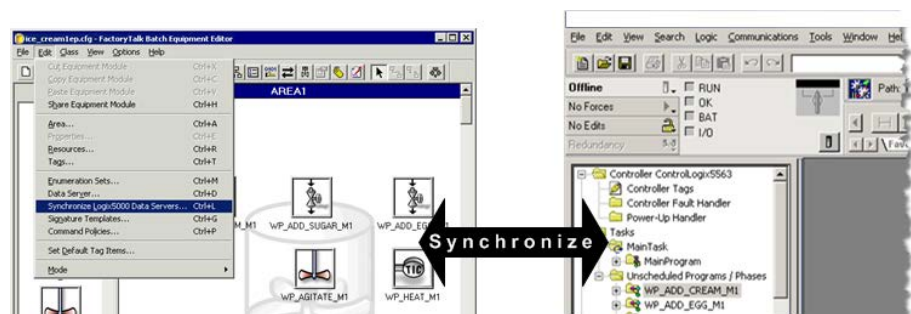 ice_cream1ep.cfg - FactoryTalk Batch Equipment Editor
File Edit Class View Options Help
Cut Equipment Module Ctrl+X
Copy Equipment Module Ctrl+C
Paste Equipment Module Ctrl+V
Share Equipment Module Ctrl+H
Area... Ctrl+A
Properties... Ctrl+E
Resources... Ctrl+R
Tags... Ctrl+T
Enumeration Sets... Ctrl+M
Data Server... Ctrl+D
Synchronize Logix5000 Data Servers... Ctrl+L
Signature Templates... Ctrl+G
Command Policies... Ctrl+P
Set Default Tag Items...
Mode
AREA1
M_M1 WP_ADD_SUGAR_M1 WP_ADD_EG
WP_AGITATE_M1 WP_HEAT_M1
TIC
Synchronize
File Edit View Search Logic Communications Tools Window Hel
Offline
No Forces
No Edits
Redundancy
RUN
OK
BAT
I/O
Path:
Favo
Controller ControlLogix5563
Controller Tags
Controller Fault Handler
Power-Up Handler
Tasks
MainTask
MainProgram
Unscheduled Programs / Phases
WP_ADD_CREAM_M1
WP_ADD_EGG_M1